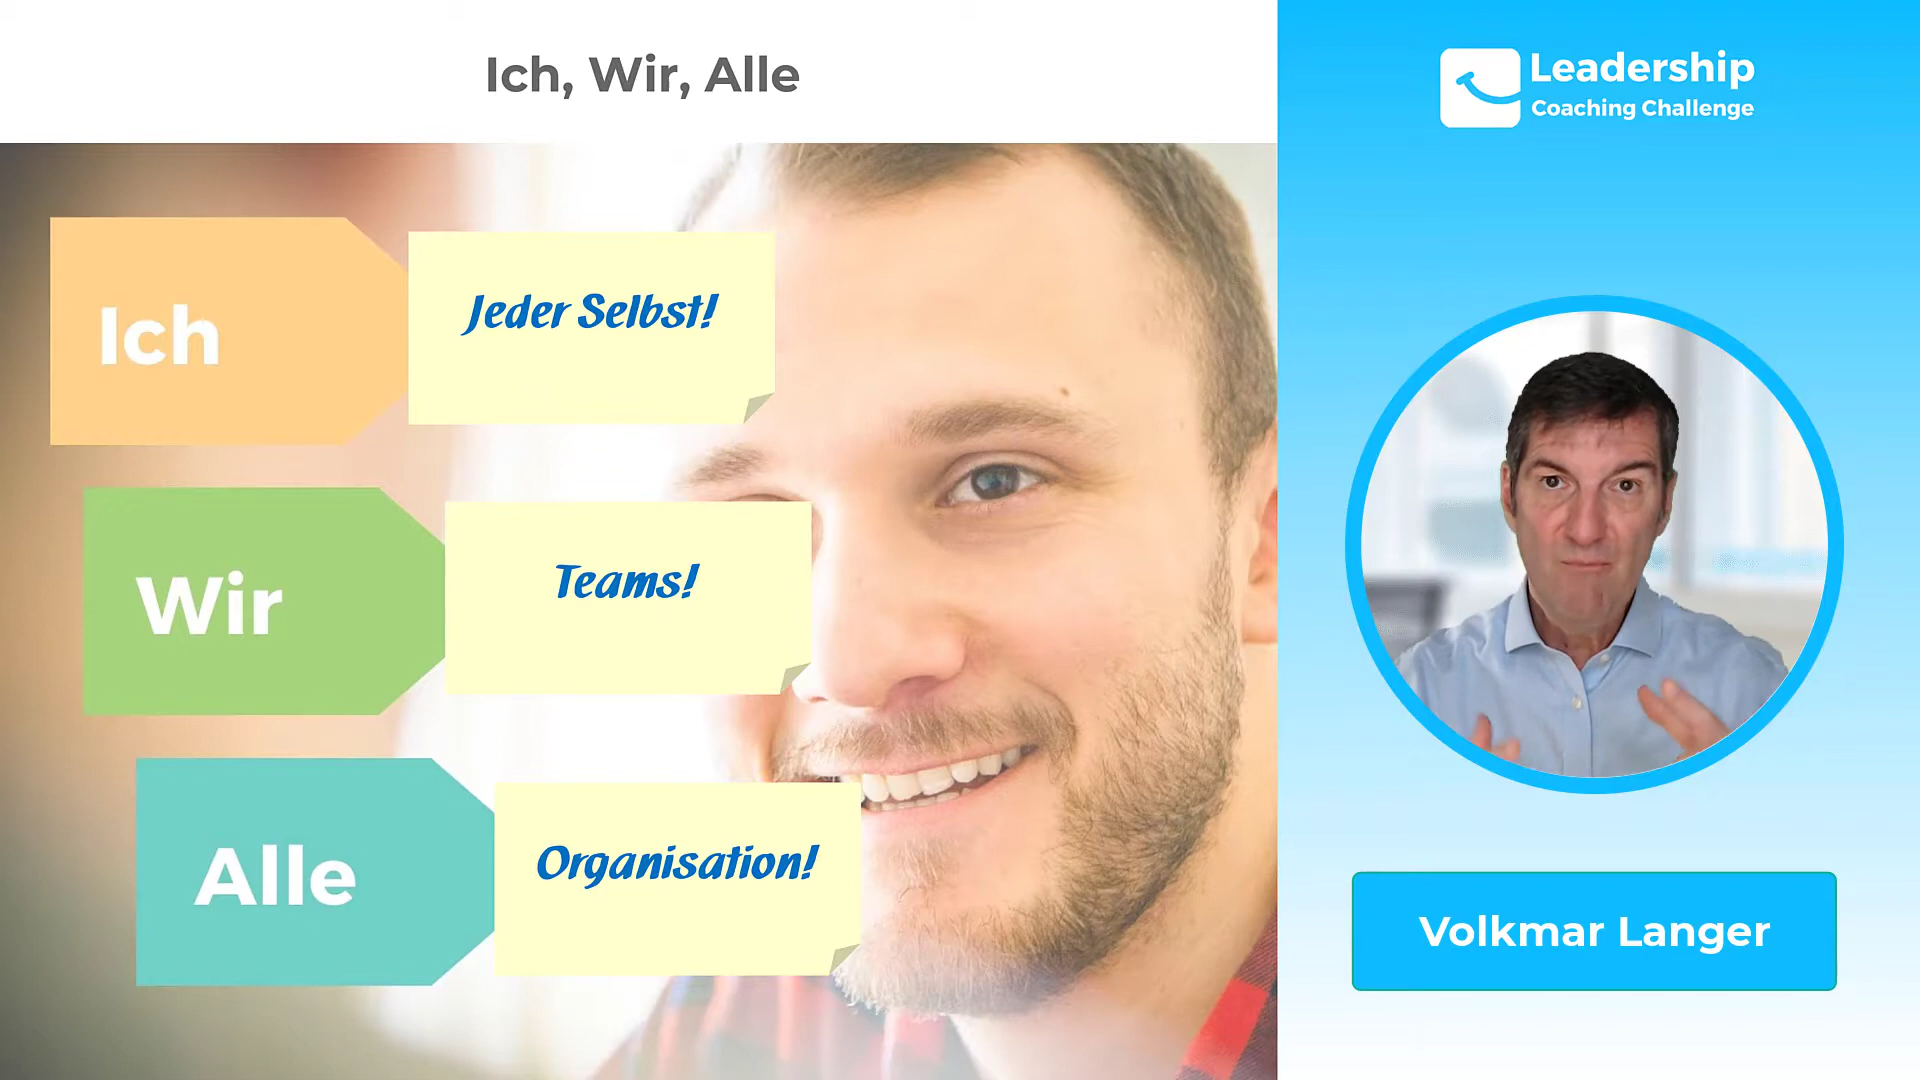 Ich, Wir, Alle
Ich
Jeder Selbst!
Wir
Teams!
Alle
Organisation!
Leadership
Coaching Challenge
Volkmar Langer